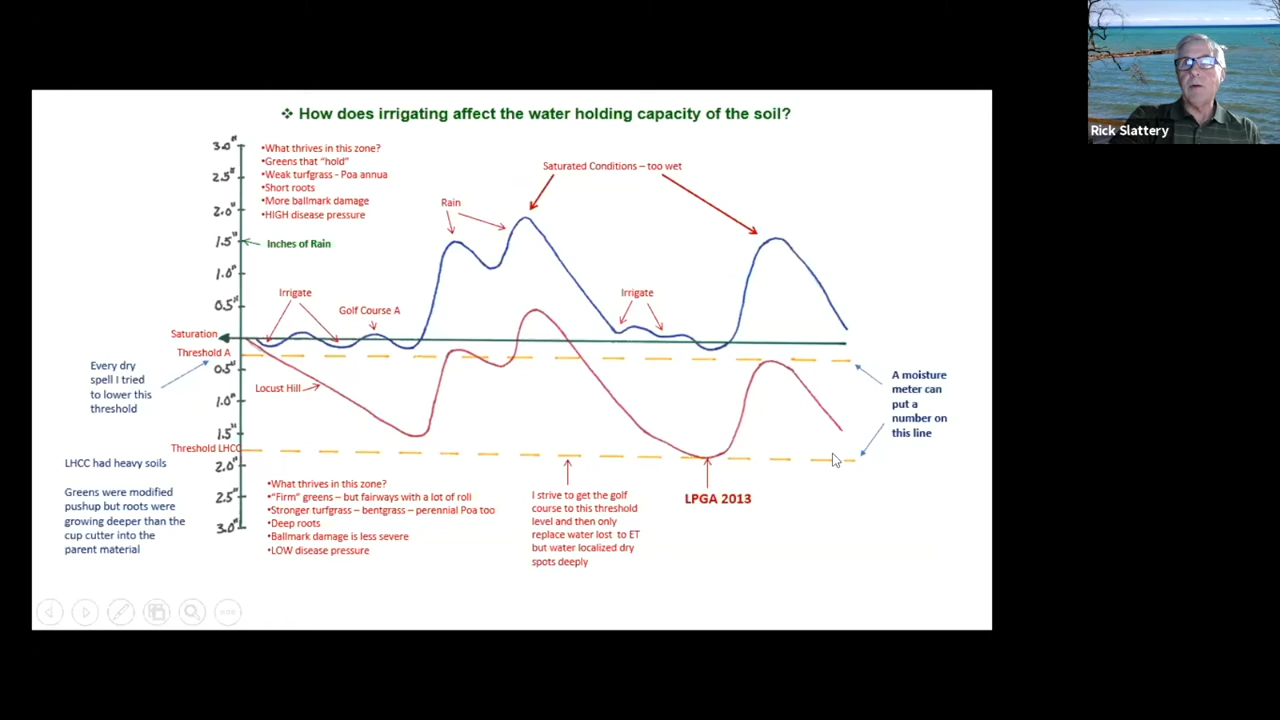 ❖ How does irrigating affect the water holding capacity of the soil?
Rick Slattery
3.0"
2.5"
2.0"
1.5"
1.0"
0.5"
•What thrives in this zone?
•Greens that "hold"
•Weak turfgrass - Poa annua
•Short roots
•More ballmark damage
•HIGH disease pressure
Inches of Rain
Saturated Conditions – too wet
Rain
Irrigate
Golf Course A
Irrigate
Saturation
Threshold A
0.5"
1.0"
1.5"
Every dry
spell I tried
to lower this
threshold
Locust Hill
A moisture
meter can
put a
number on
this line
Threshold LHCC
2.0"
2.5"
3.0"
LHCC had heavy soils
Greens were modified
pushup but roots were
growing deeper than the
cup cutter into the
parent material
•What thrives in this zone?
•"Firm" greens – but fairways with a lot of roll
•Stronger turfgrass – bentgrass – perennial Poa too
•Deep roots
•Ballmark damage is less severe
•LOW disease pressure
I strive to get the golf
course to this threshold
level and then only
replace water lost to ET
but water localized dry
spots deeply
LPGA 2013